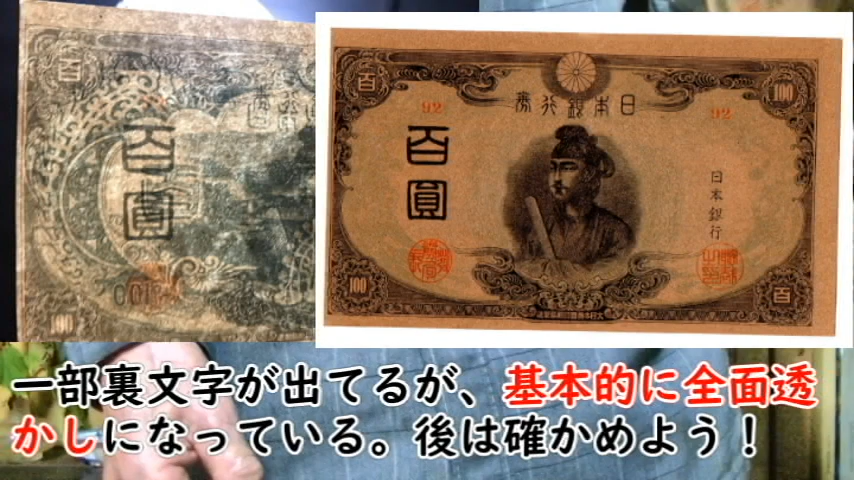 百
百圓
100
百
92
日本銀行券
92
100
百圓
日本銀行
100
百
一部裏文字が出てるが、基本的に全面透
かしになっている。後は確かめよう！